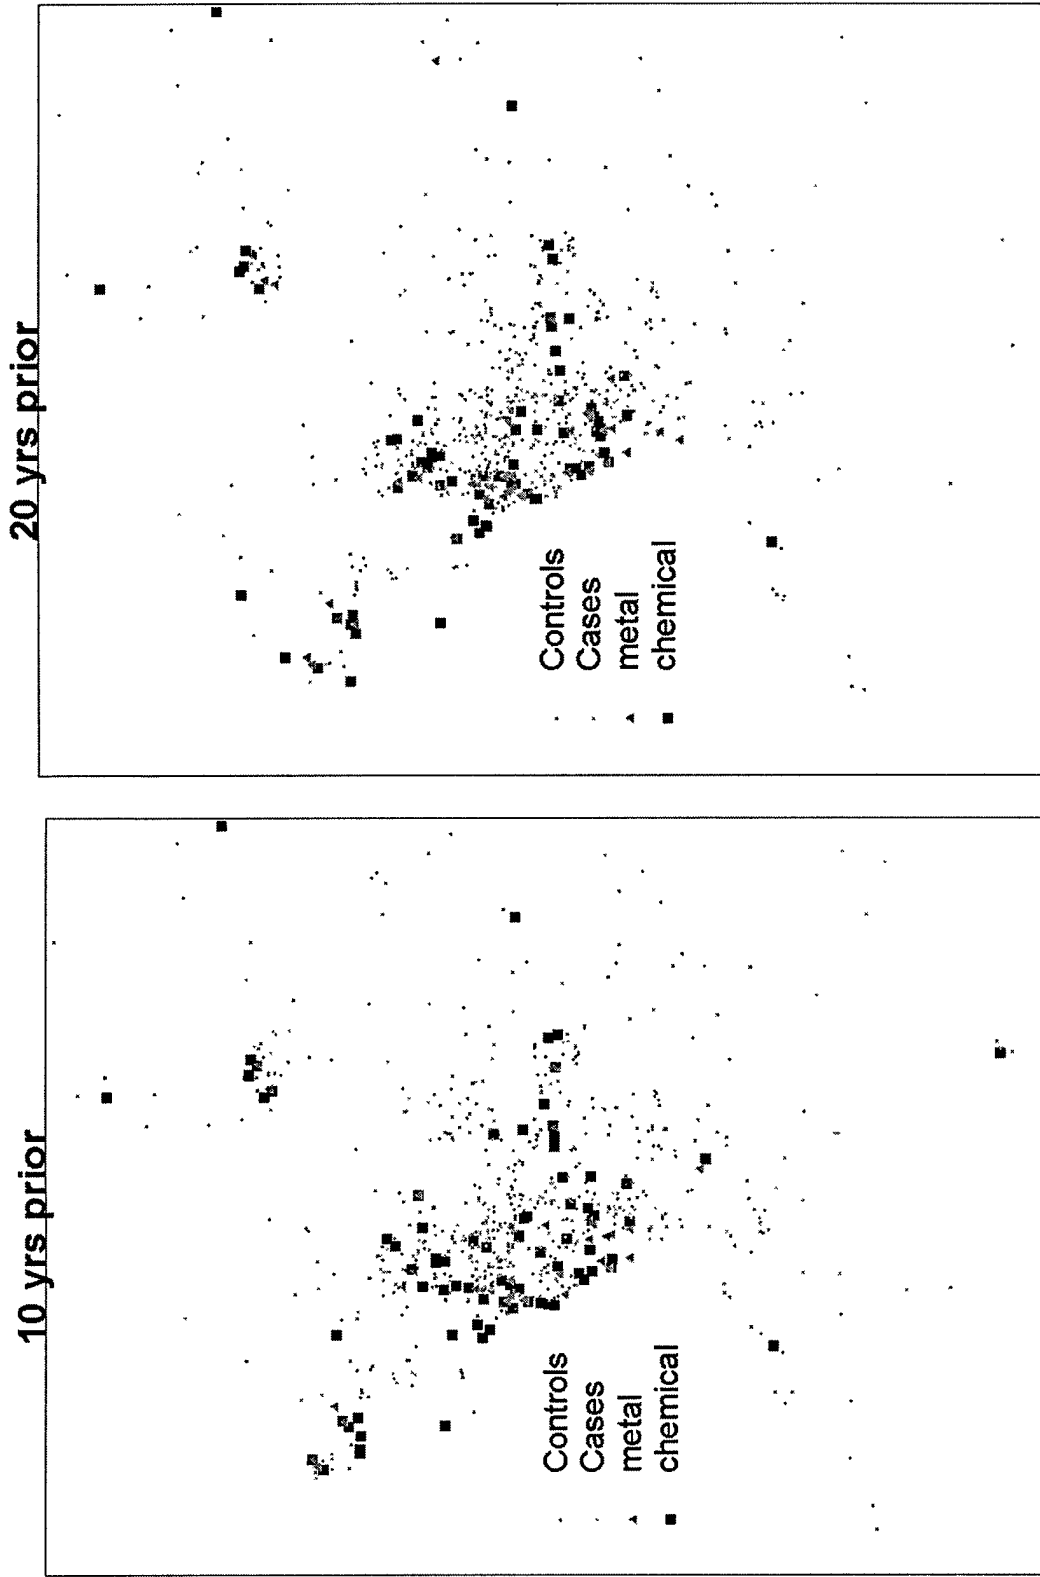 10 yrs prior
Controls
Cases
metal
chemical
20 yrs prior
Controls
Cases
metal
chemical